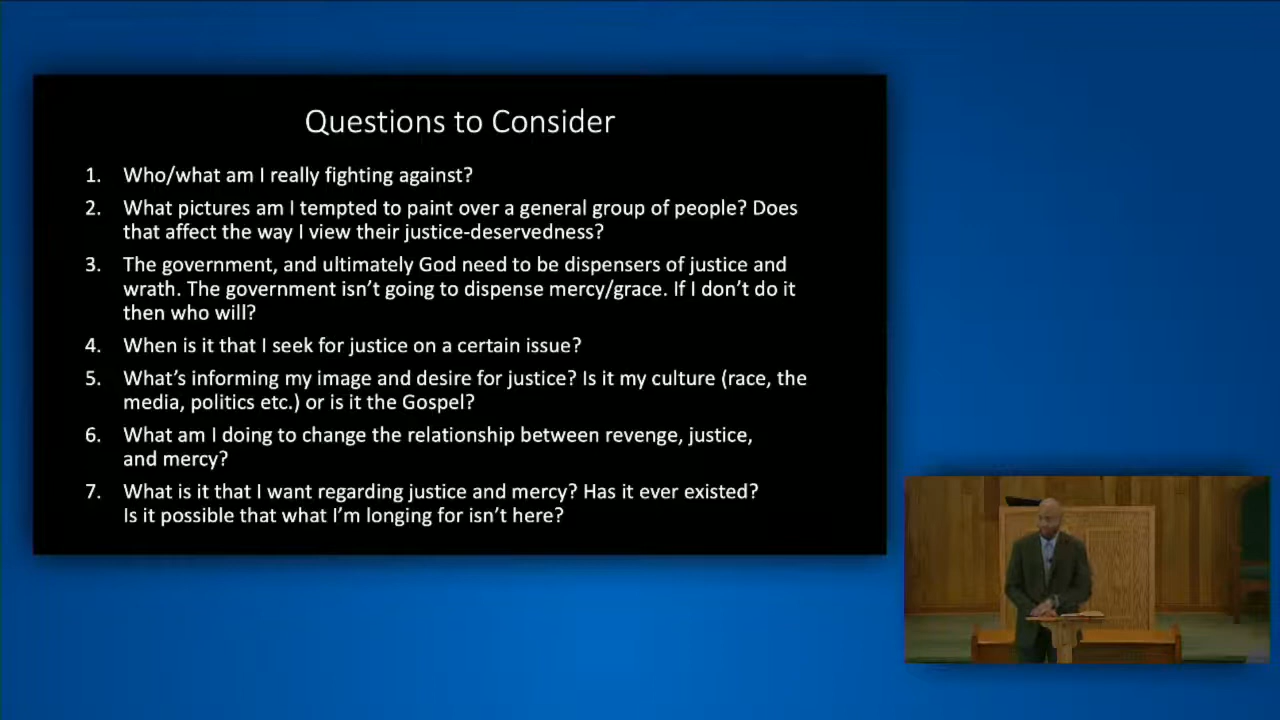 Questions to Consider
1. Who/what am I really fighting against?
2. What pictures am I tempted to paint over a general group of people? Does
that affect the way I view their justice-deservedness?
3. The government, and ultimately God need to be dispensers of justice and
wrath. The government isn’t going to dispense mercy/grace. If I don’t do it
then who will?
4. When is it that I seek for justice on a certain issue?
5. What’s informing my image and desire for justice? Is it my culture (race, the
media, politics etc.) or is it the Gospel?
6. What am I doing to change the relationship between revenge, justice,
and mercy?
7. What is it that I want regarding justice and mercy? Has it ever existed?
Is it possible that what I’m longing for isn’t here?